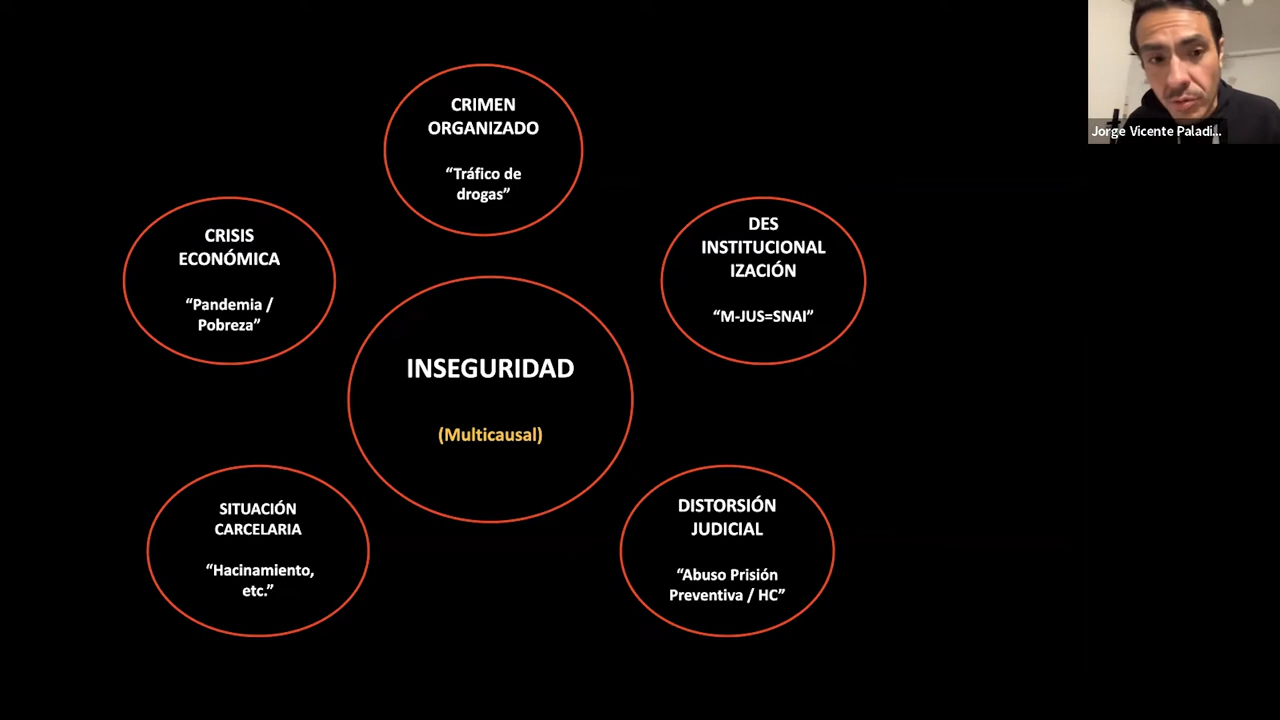 CRIMEN
ORGANIZADO
“Tráfico de
drogas”
Jorge Vicente Paladi...
CRISIS
ECONÓMICA
“Pandemia /
Pobreza”
DES
INSTITUCIONAL
IZACIÓN
“M-JUS=SNAI”
INSEGURIDAD
(Multicausal)
SITUACIÓN
CARCELARIA
“Hacinamiento,
etc.”
DISTORSIÓN
JUDICIAL
“Abuso Prisión
Preventiva / HC”